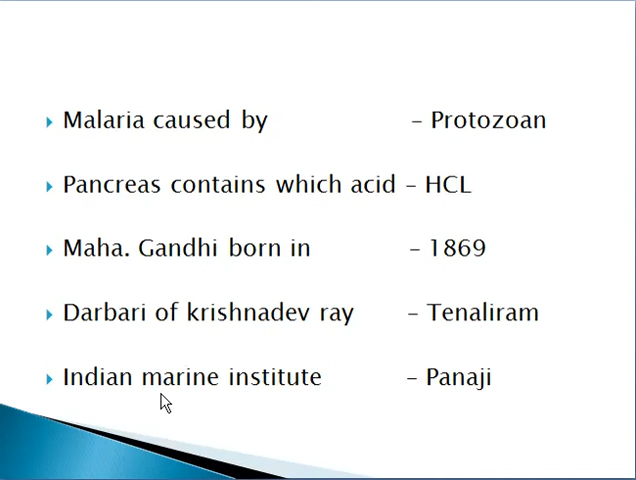 Malaria caused by – Protozoan
Pancreas contains which acid – HCL
Maha. Gandhi born in – 1869
Darbari of krishnadev ray – Tenaliram
Indian marine institute – Panaji